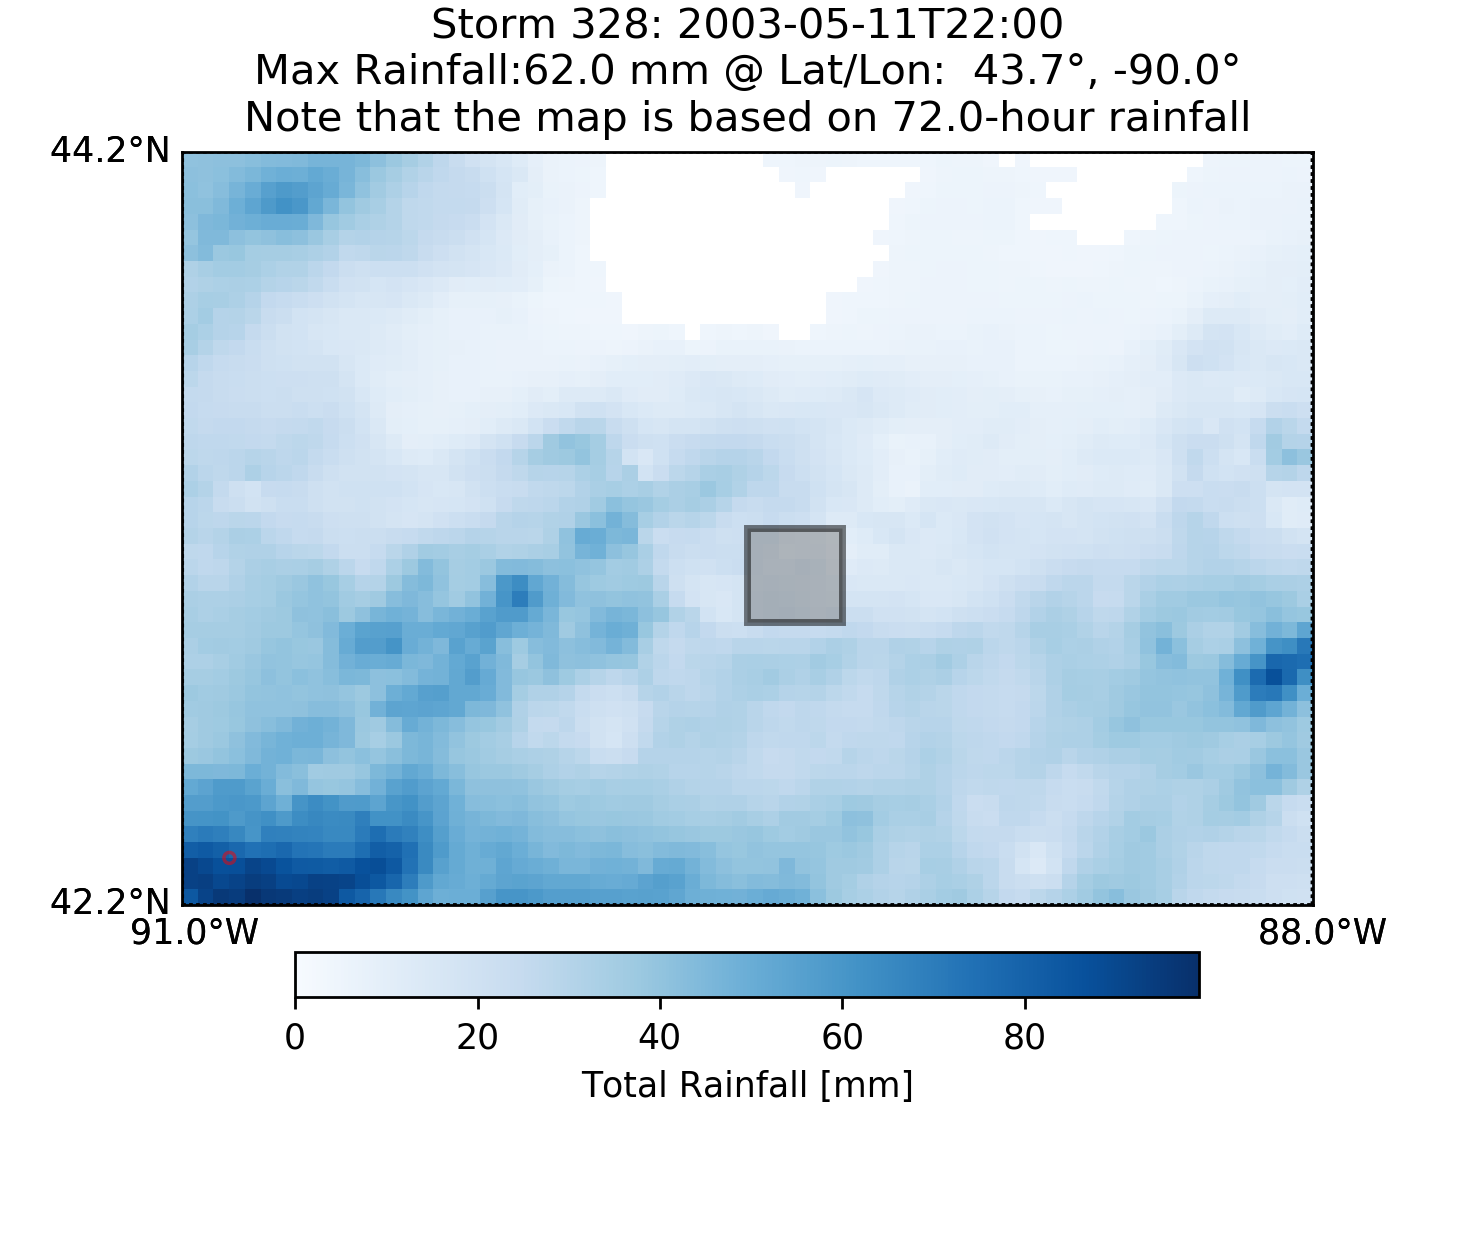 Storm 328: 2003-05-11T22:00
Max Rainfall:62.0 mm @ Lat/Lon:  43.7°, -90.0°
Note that the map is based on 72.0-hour rainfall
44.2°N
42.2°N
91.0°W
88.0°W
0
20
40
60
80
Total Rainfall [mm]